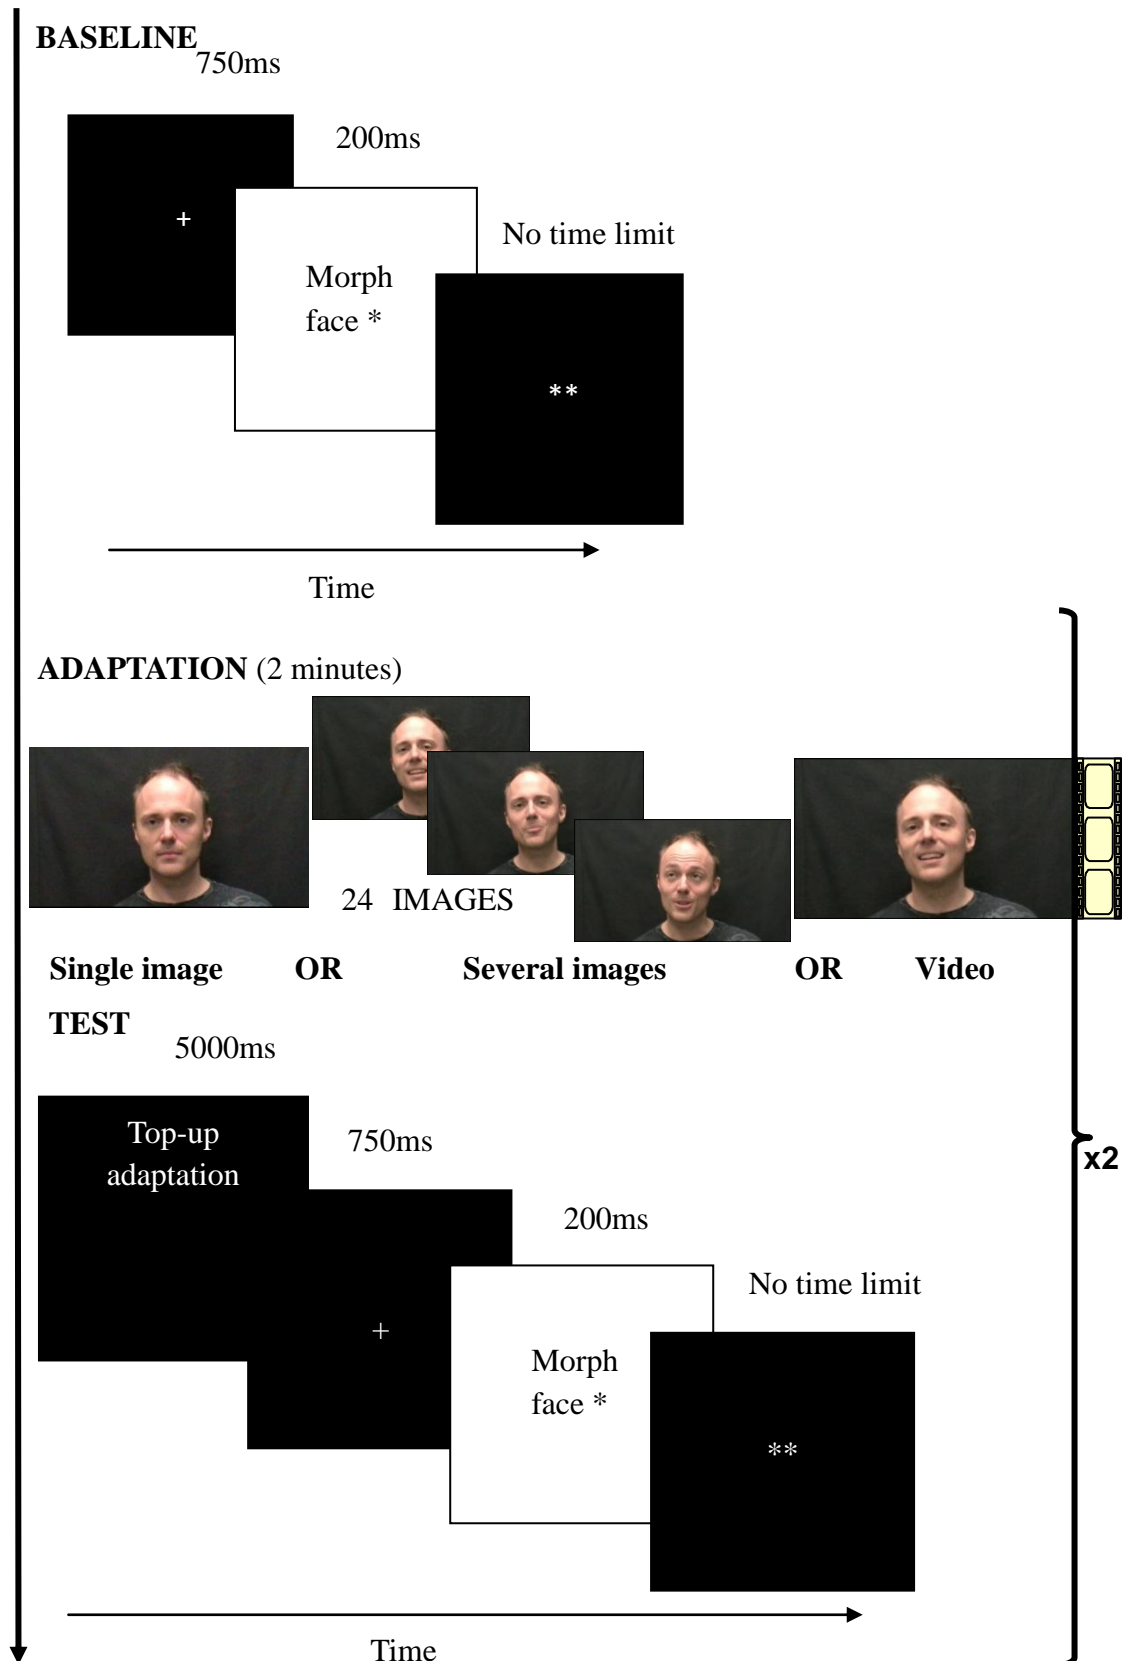 BASELINE
750ms
200ms
No time limit
+
Morph
face *
**
Time
ADAPTATION (2 minutes)
24 IMAGES
Single image OR Several images OR Video
TEST
5000ms
Top-up
adaptation
750ms
200ms
No time limit
x2
+
Morph
face *
**
Time